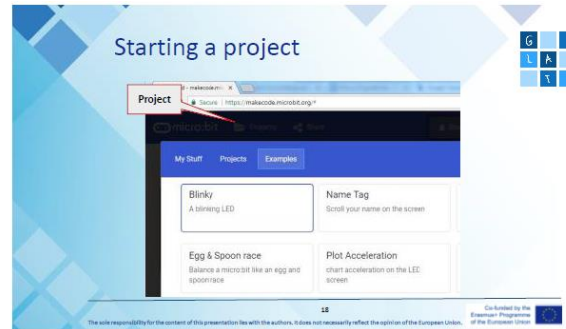 Starting a project
G
L A
T
makecode.mic
Secure https://makecode.microbit.org/#
Project
micro:bit Projects Share
My Stuff Projects Examples
Blinky
A blinking LED
Name Tag
Scroll your name on the screen
Egg & Spoon race
Balance a micro:bit like an egg and
spoon race
Plot Acceleration
chart acceleration on the LED
screen
18
The sole responsibility for the content of this presentation lies with the authors. It does not necessarily reflect the opinion of the European Union.
Co-funded by the
Erasmus+ Programme
of the European Union